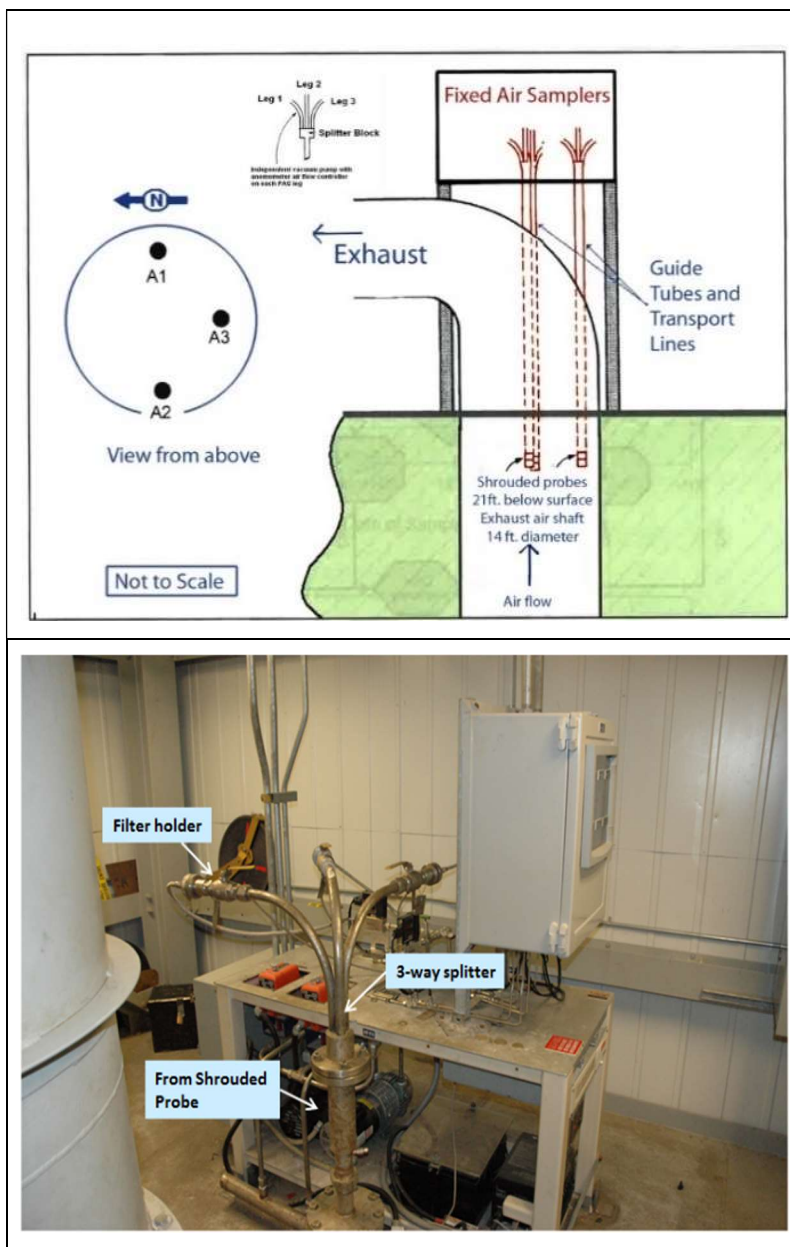 Leg 2
Leg 1
Leg 3
Splitter Block
Independent vacuum pump with
anemometer air flow controller
on each FAS leg
Fixed Air Samplers
N
Exhaust
A1
A3
A2
View from above
Guide
Tubes and
Transport
Lines
Shrouded probes
21ft. below surface
Exhaust air shaft
14 ft. diameter
Air flow
Not to Scale
Filter holder
3-way splitter
From Shrouded
Probe